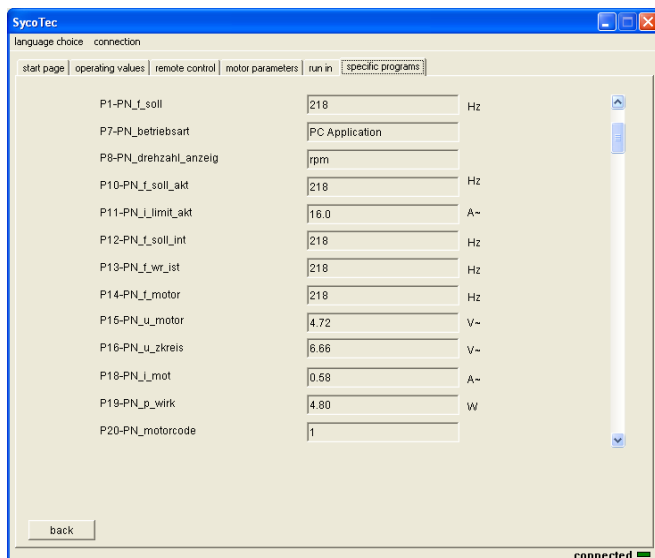 SycoTec
language choice connection
start page operating values remote control motor parameters run in specific programs
P1-PN_f_soll 218 Hz
P7-PN_betriebsart PC Application
P8-PN_drehzahl_anzeig rpm
P10-PN_f_soll_akt 218 Hz
P11-PN_i_limit_akt 16.0 A~
P12-PN_f_soll_int 218 Hz
P13-PN_f_wr_ist 218 Hz
P14-PN_f_motor 218 Hz
P15-PN_u_motor 4.72 V~
P16-PN_u_zkreis 6.66 V~
P18-PN_i_mot 0.58 A~
P19-PN_p_wirk 4.80 W
P20-PN_motorcode 1
back
connected